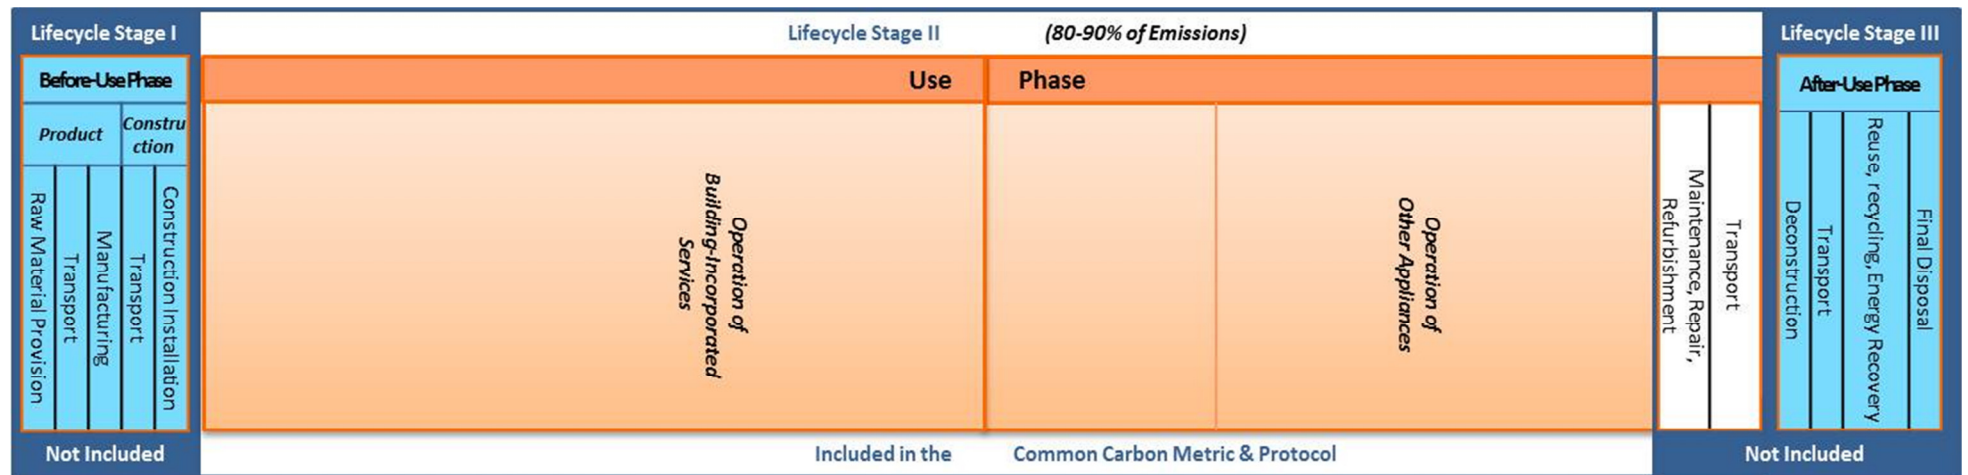 Lifecycle Stage I
Lifecycle Stage II (80-90% of Emissions)
Lifecycle Stage III
Before-Use Phase
Use Phase
After-Use Phase
Product
Constru
ction
Raw Material Provision
Transport
Manufacturing
Transport
Construction Installation
Operation of
Building-Incorporated
Services
Operation of
Other Appliances
Maintenance, Repair,
Refurbishment
Transport
Deconstruction
Transport
Reuse, recycling, Energy Recovery
Final Disposal
Not Included
Included in the Common Carbon Metric & Protocol
Not Included